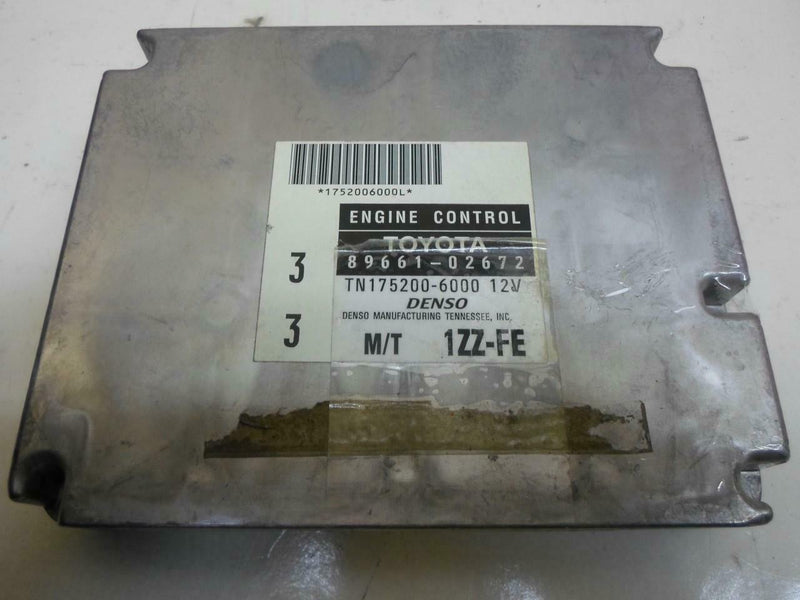 *1752006000L*
ENGINE CONTROL
TOYOTA
3 89661-02672
TN175200-6000 12V
DENSO
DENSO MANUFACTURING TENNESSEE, INC.
3 M/T 1ZZ-FE